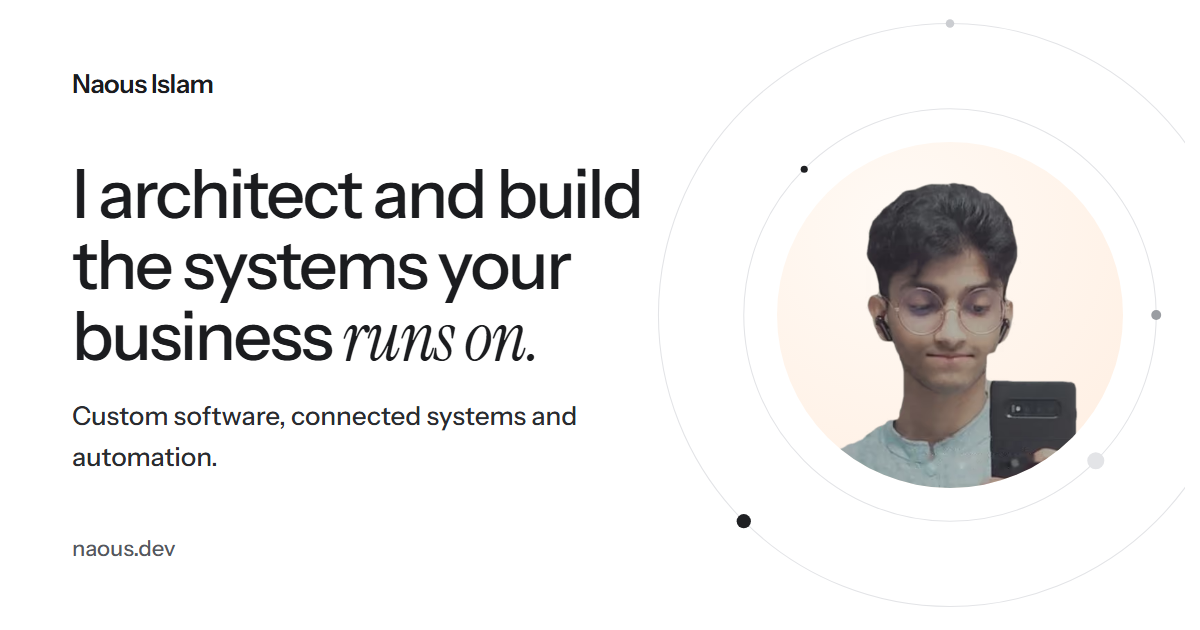 Naous Islam
I architect and build
the systems your
business runs on.
Custom software, connected systems and
automation.
naous.dev